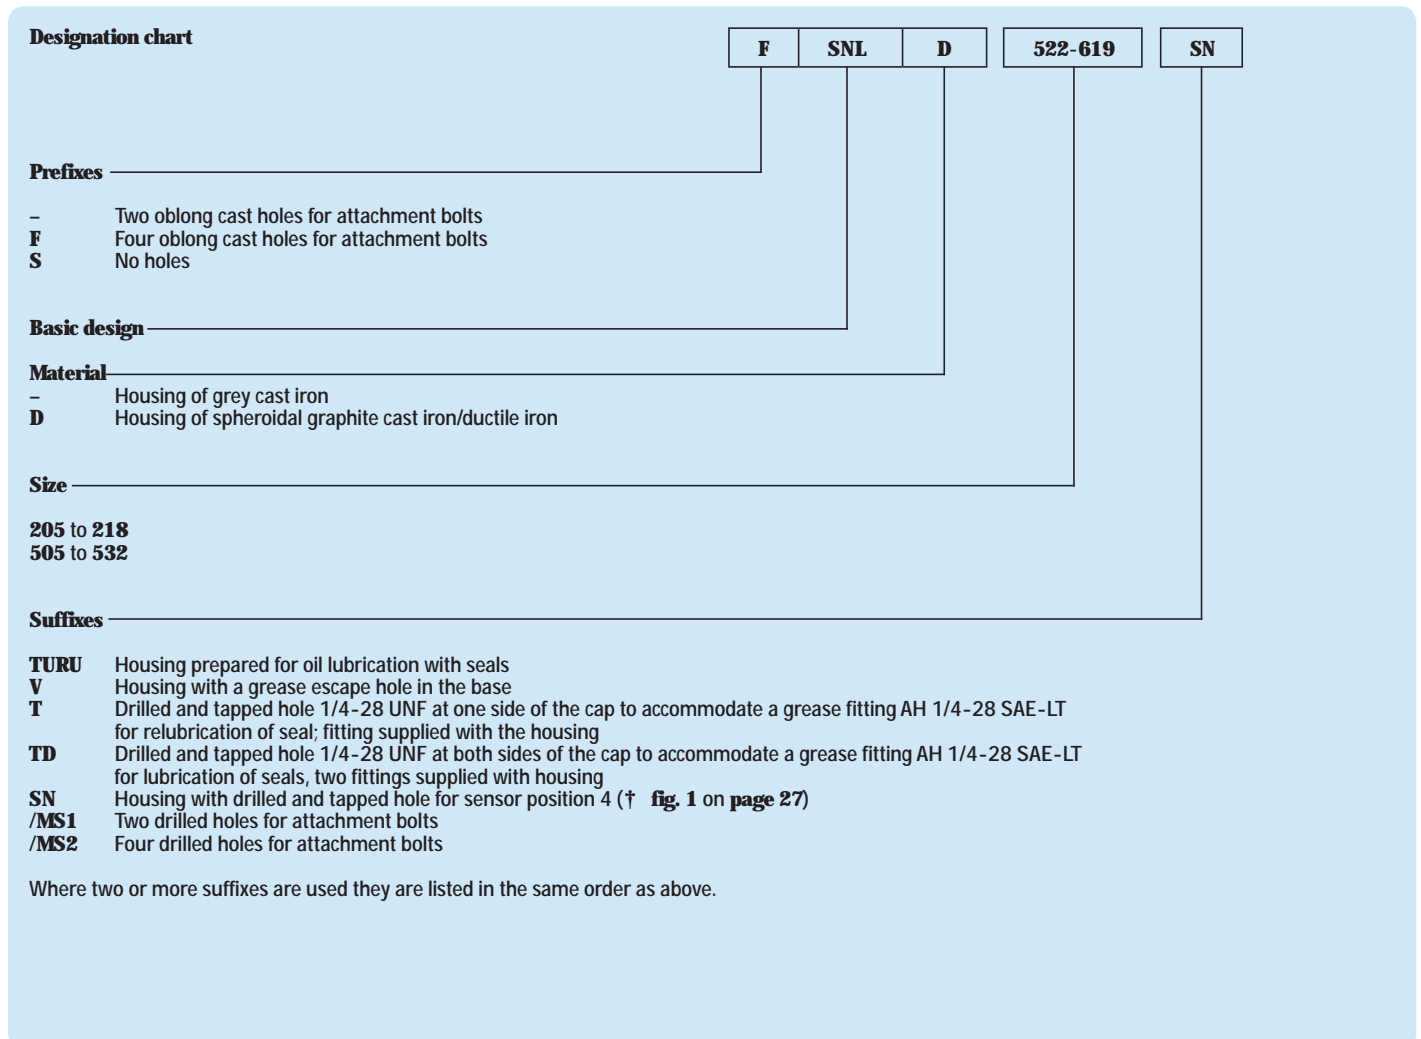 Designation chart
F SNL D 522-619 SN
Prefixes
– Two oblong cast holes for attachment bolts
F Four oblong cast holes for attachment bolts
S No holes
Basic design
Material
– Housing of grey cast iron
D Housing of spheroidal graphite cast iron/ductile iron
Size
205 to 218
505 to 532
Suffixes
TURU Housing prepared for oil lubrication with seals
V Housing with a grease escape hole in the base
T Drilled and tapped hole 1/4-28 UNF at one side of the cap to accommodate a grease fitting AH 1/4-28 SAE-LT
for relubrication of seal; fitting supplied with the housing
TD Drilled and tapped hole 1/4-28 UNF at both sides of the cap to accommodate a grease fitting AH 1/4-28 SAE-LT
for lubrication of seals, two fittings supplied with housing
SN Housing with drilled and tapped hole for sensor position 4 († fig. 1 on page 27)
/MS1 Two drilled holes for attachment bolts
/MS2 Four drilled holes for attachment bolts
Where two or more suffixes are used they are listed in the same order as above.